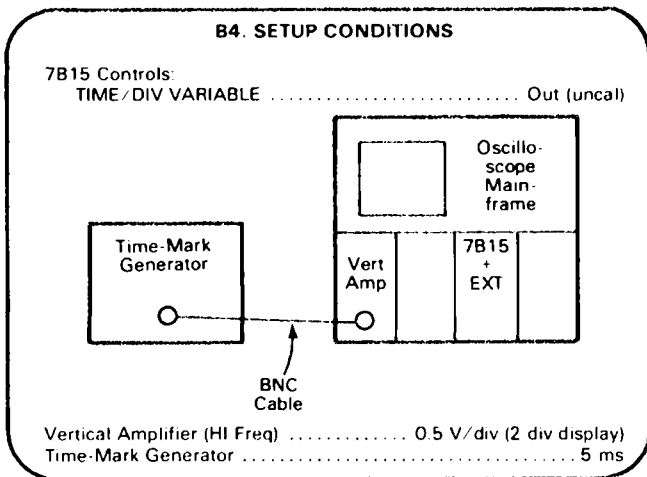 B4. SETUP CONDITIONS
7B15 Controls:
TIME/DIV VARIABLE ............................ Out (uncal)
Oscillo-
scope
Main-
frame
Time-Mark
Generator
Vert
Amp
7B15
+
EXT
BNC
Cable
Vertical Amplifier (HI Freq) ............. 0.5 V/div (2 div display)
Time-Mark Generator ....................................... 5 ms